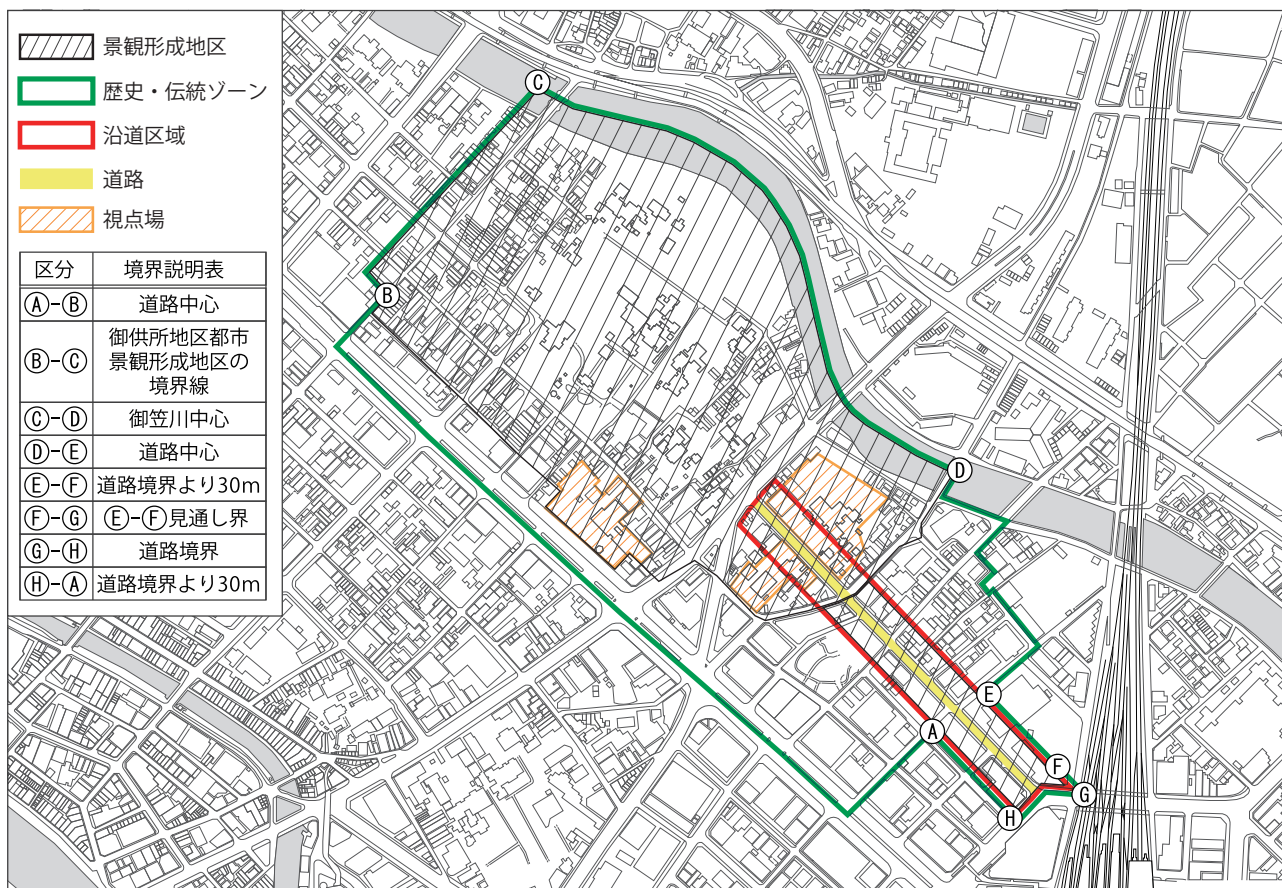 景観形成地区
歴史・伝統ゾーン
沿道区域
道路
視点場
区分 境界説明表
Ⓐ-Ⓑ 道路中心
Ⓑ-Ⓒ 御供所地区都市
景観形成地区の
境界線
Ⓒ-Ⓓ 御笠川中心
Ⓓ-Ⓔ 道路中心
Ⓔ-Ⓕ 道路境界より30m
Ⓕ-Ⓖ Ⓔ-Ⓕ見通し界
Ⓖ-Ⓗ 道路境界
Ⓗ-Ⓐ 道路境界より30m
Ⓒ
Ⓑ
Ⓓ
Ⓔ
Ⓐ
Ⓕ
Ⓖ
Ⓗ